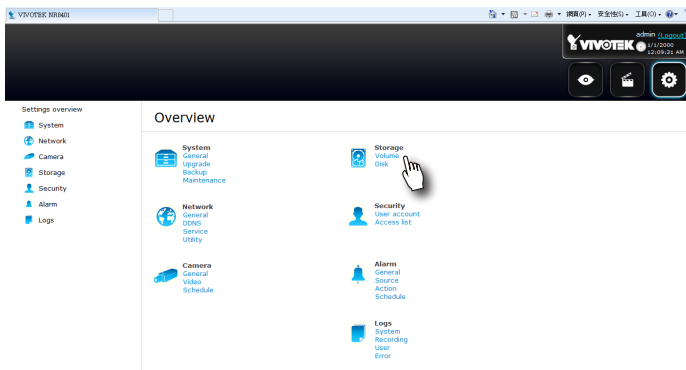 VIVOTEK NR8401
網頁(P)
安全性(S)
工具(O)
admin (Logout)
VIVOTEK
1/1/2000
12:09:21 AM
Settings overview
System
Network
Camera
Storage
Security
Alarm
Logs
Overview
System
General
Upgrade
Backup
Maintenance
Storage
Volume
Disk
Network
General
DDNS
Service
Utility
Security
User account
Access list
Camera
General
Video
Schedule
Alarm
General
Source
Action
Schedule
Logs
System
Recording
User
Error